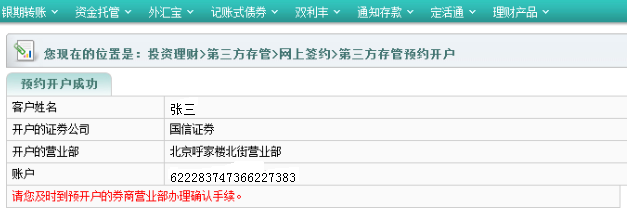 银期转账 资金托管 外汇宝 记账式债券 双利丰 通知存款 定活通 理财产品
您现在的位置是：投资理财>第三方存管>网上签约>第三方存管预约开户
预约开户成功
客户姓名 张三
开户的证券公司 国信证券
开户的营业部 北京呼家楼北街营业部
账户 622283747366227383
请您及时到预开户的券商营业部办理确认手续。